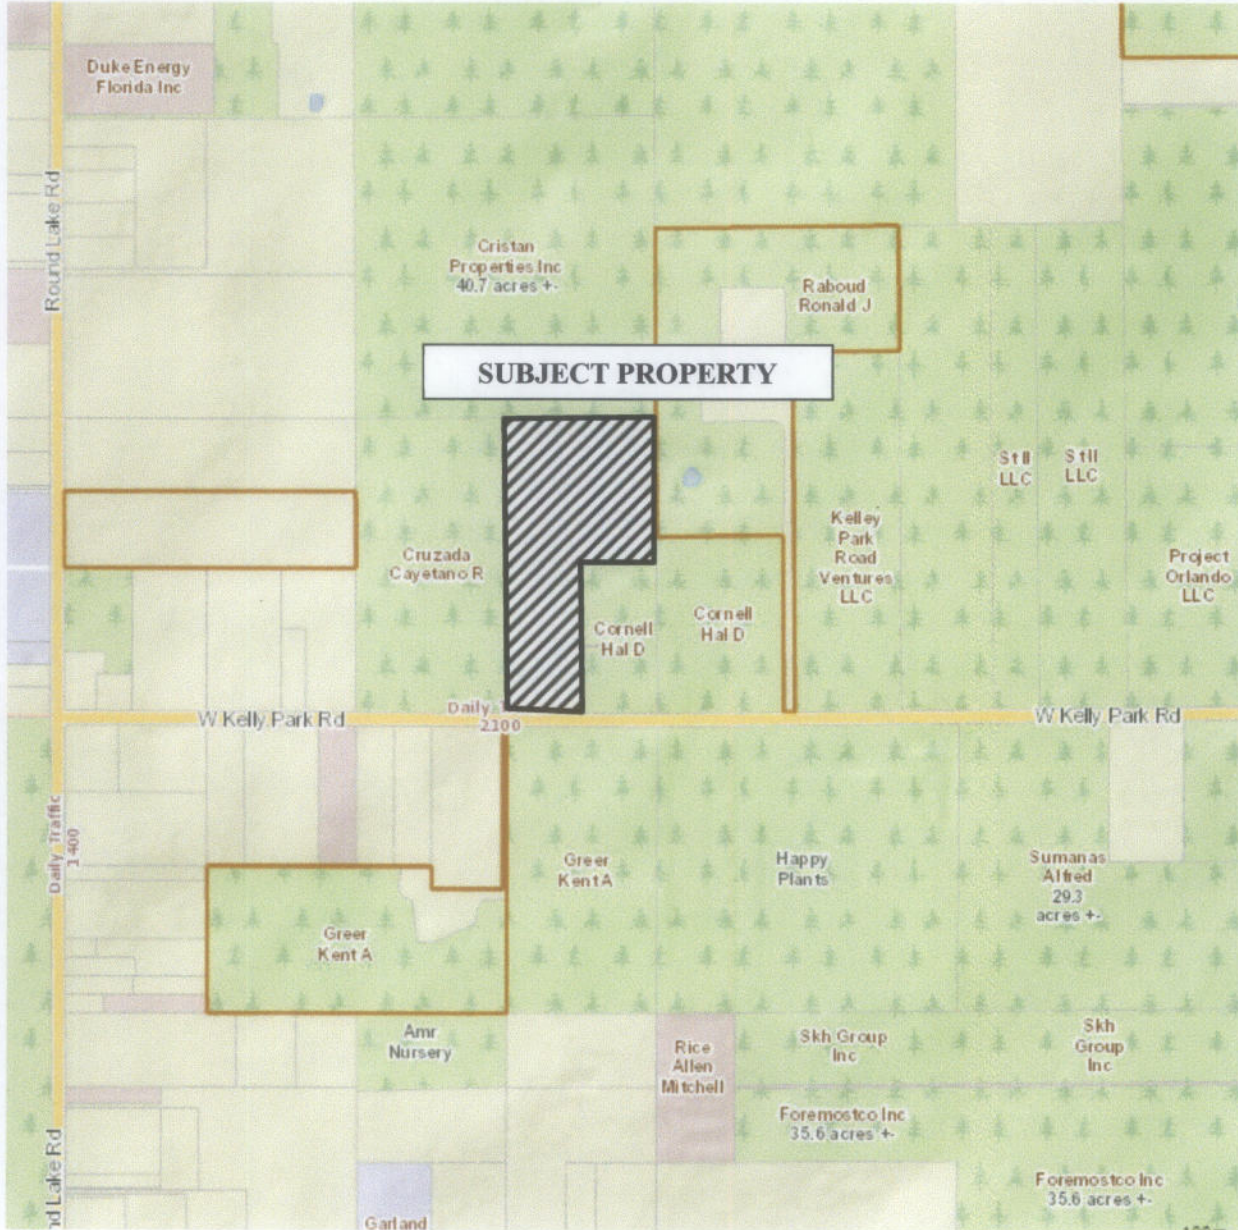 Duke Energy
Florida Inc
Round Lake Rd
Cristan
Properties Inc
40.7 acres +-
Raboud
Ronald J
SUBJECT PROPERTY
Still
LLC
Still
LLC
Kelley
Park
Road
Ventures
LLC
Cruzada
Cayetano R
Project
Orlando
LLC
Cornell
Hal D
Cornell
Hal D
Daily
2100
W Kelly Park Rd
W Kelly Park Rd
Daily Traffic
1400
Greer
Kent A
Happy
Plants
Sumanas
Alfred
29.3
acres +-
Greer
Kent A
Amr
Nursery
Rice
Allen
Mitchell
Skh Group
Inc
Skh
Group
Inc
Foremostco Inc
35.6 acres +-
Foremostco Inc
35.6 acres +-
nd Lake Rd
Garland